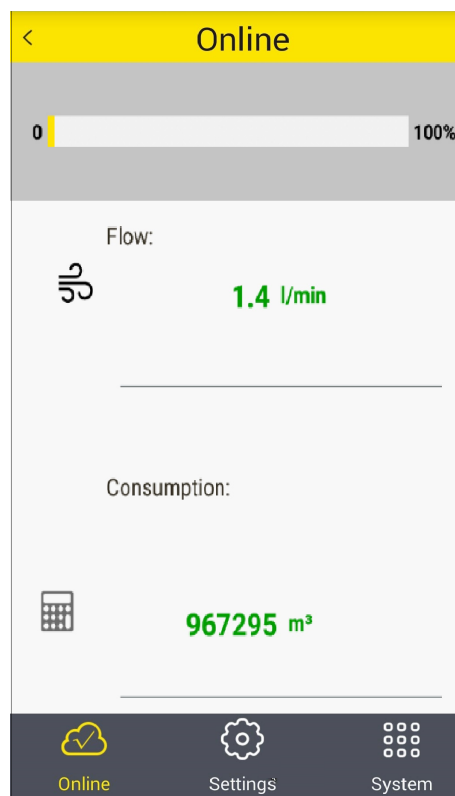 <
Online
0
100%
Flow:
1.4 l/min
Consumption:
967295 m³
Online Settings System